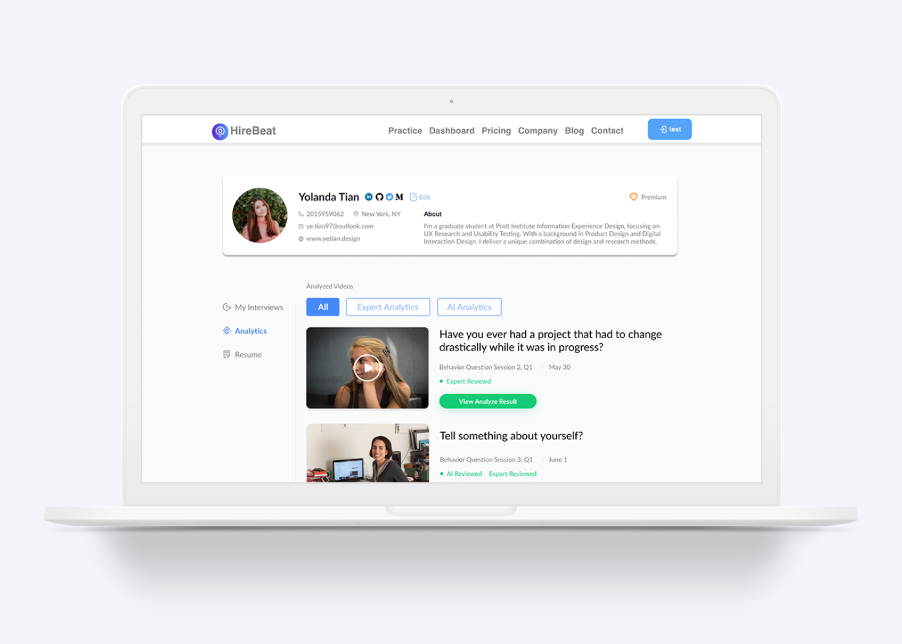 HireBeat
Practice Dashboard Pricing Company Blog Contact
test
Yolanda Tian M Edit
Premium
2015959062 New York, NY
ye.tian97@outlook.com
www.yetian.design
About
I'm a graduate student at Pratt Institute Information Experience Design, focusing on
UX Research and Usability Testing. With a background in Product Design and Digital
Interaction Design, I deliver a unique combination of design and research methods.
My Interviews
Analytics
Resume
Analyzed Videos
All Expert Analytics AI Analytics
Have you ever had a project that had to change
drastically while it was in progress?
Behavior Question Session 2, Q1 May 30
Expert Reviewd
View Analyze Result
Tell something about yourself?
Behavior Question Session 3, Q1 June 1
AI Reviewed Expert Reviewed